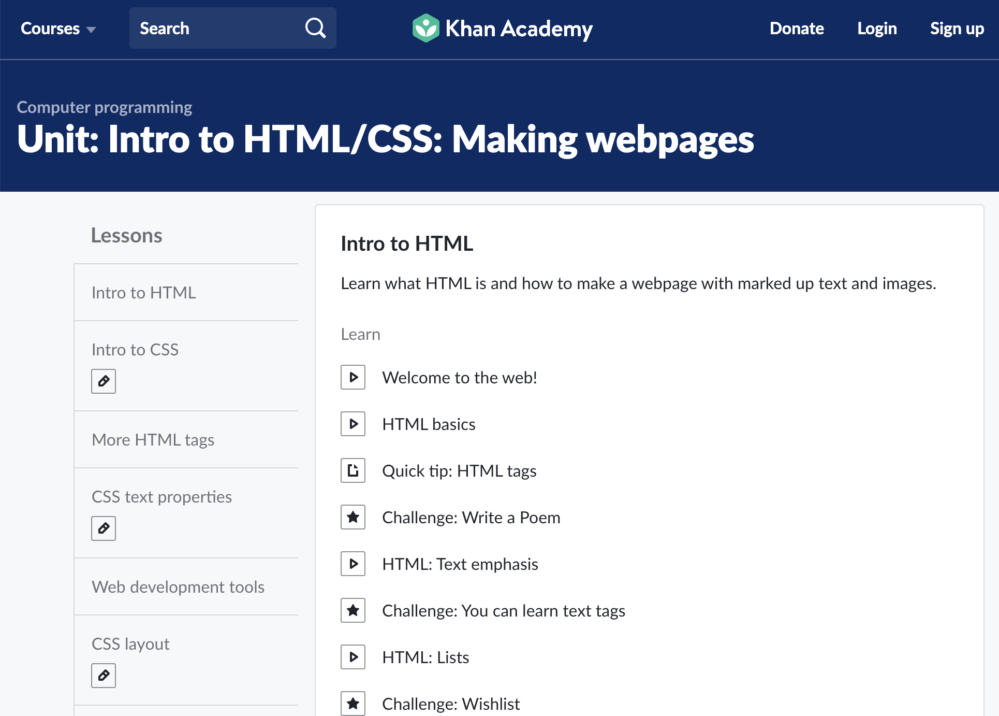 Courses
Search
Khan Academy
Donate
Login
Sign up
Computer programming
Unit: Intro to HTML/CSS: Making webpages
Lessons
Intro to HTML
Intro to CSS
More HTML tags
CSS text properties
Web development tools
CSS layout
Intro to HTML
Learn what HTML is and how to make a webpage with marked up text and images.
Learn
Welcome to the web!
HTML basics
Quick tip: HTML tags
Challenge: Write a Poem
HTML: Text emphasis
Challenge: You can learn text tags
HTML: Lists
Challenge: Wishlist